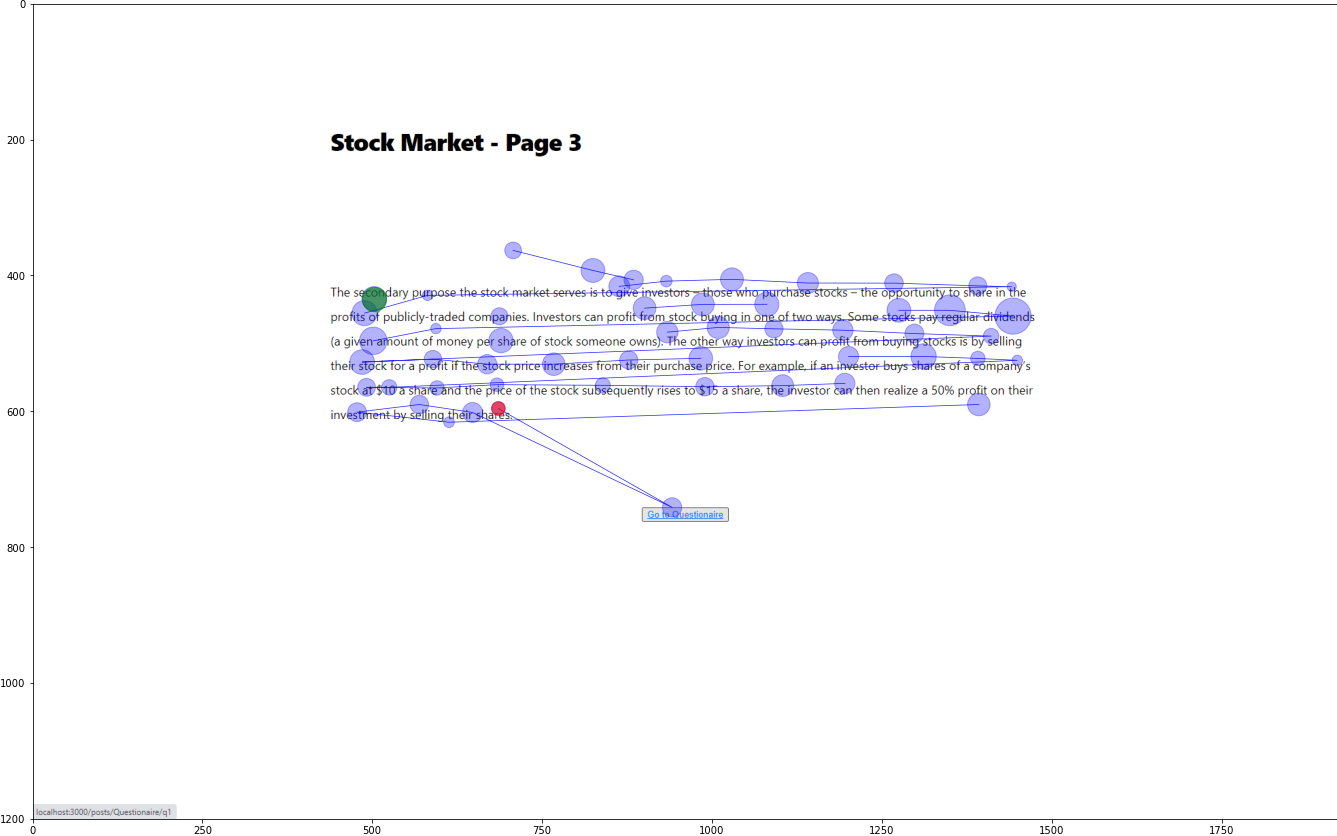 Stock Market - Page 3
The secondary purpose the stock market serves is to give investors – those who purchase stocks – the opportunity to share in the
profits of publicly-traded companies. Investors can profit from stock buying in one of two ways. Some stocks pay regular dividends
(a given amount of money per share of stock someone owns). The other way investors can profit from buying stocks is by selling
their stock for a profit if the stock price increases from their purchase price. For example, if an investor buys shares of a company's
stock at $10 a share and the price of the stock subsequently rises to $15 a share, the investor can then realize a 50% profit on their
investment by selling their shares.
Go to Questionaire
localhost:3000/posts/Questionaire/q1
0
200
400
600
800
1000
1200
0 250 500 750 1000 1250 1500 1750